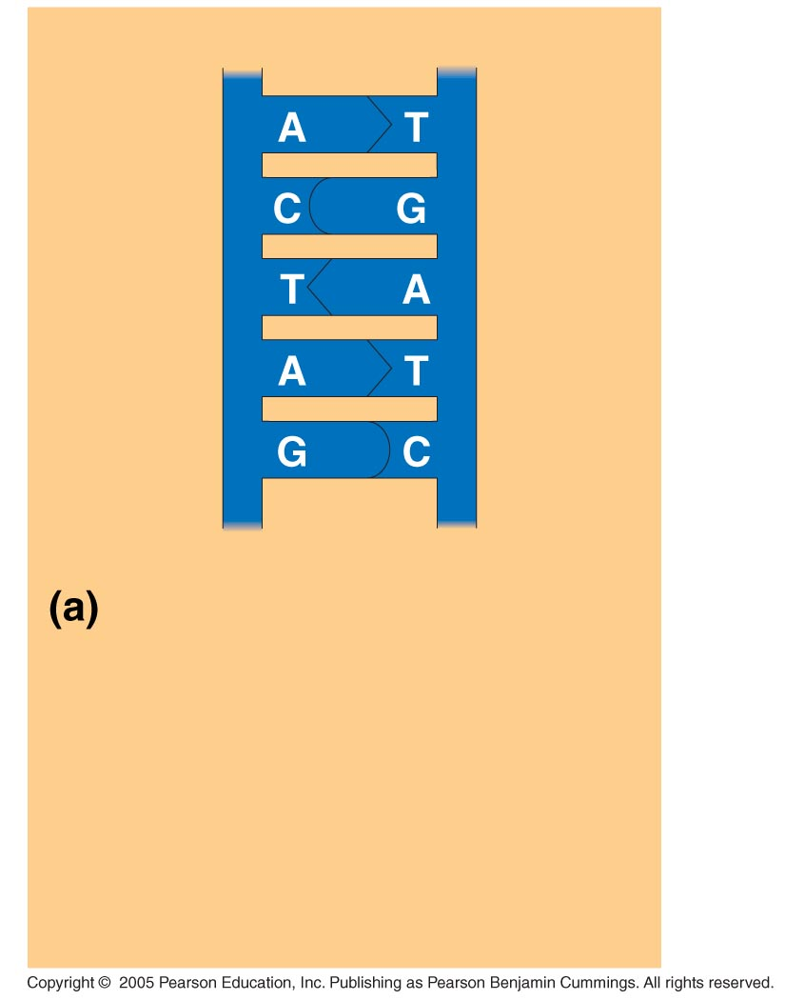 A T
C G
T A
A T
G C
(a)
Copyright © 2005 Pearson Education, Inc. Publishing as Pearson Benjamin Cummings. All rights reserved.